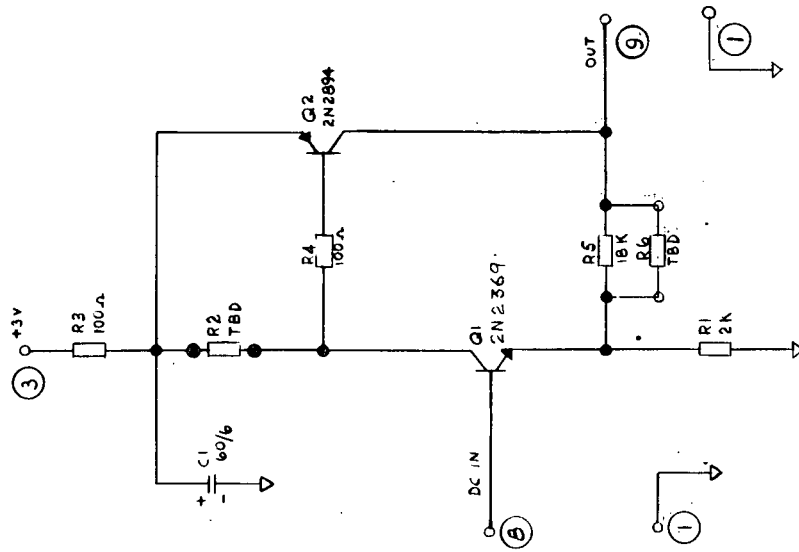 +3V
3
R3
100Ω
C1
60/6
+
-
R2
TBD
R4
100Ω
Q2
2N2894
DC IN
8
Q1
2N2369
R5
18K
R6
TBD
R1
2K
OUT
9
1
1